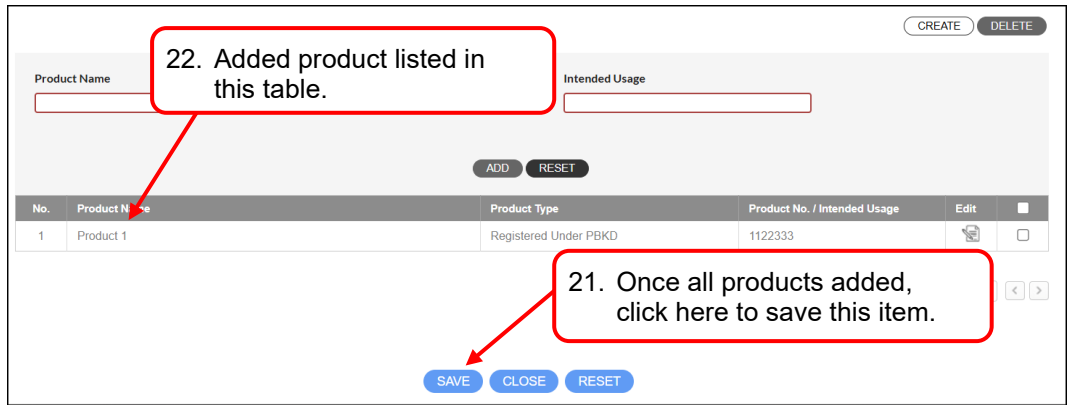 CREATE DELETE
22. Added product listed in
this table.
Product Name
Intended Usage
ADD RESET
No. Product Name Product Type Product No. / Intended Usage Edit
1 Product 1 Registered Under PBKD 1122333
21. Once all products added,
click here to save this item.
< >
SAVE CLOSE RESET